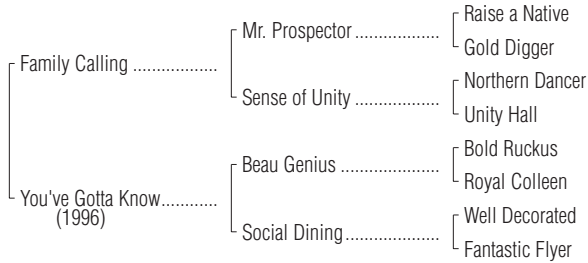 Raise a Native
Mr. Prospector ..................
Gold Digger
Family Calling ..................
Northern Dancer
Sense of Unity ..................
Unity Hall
Bold Ruckus
Beau Genius .....................
Royal Colleen
You've Gotta Know............
(1996)
Well Decorated
Social Dining....................
Fantastic Flyer